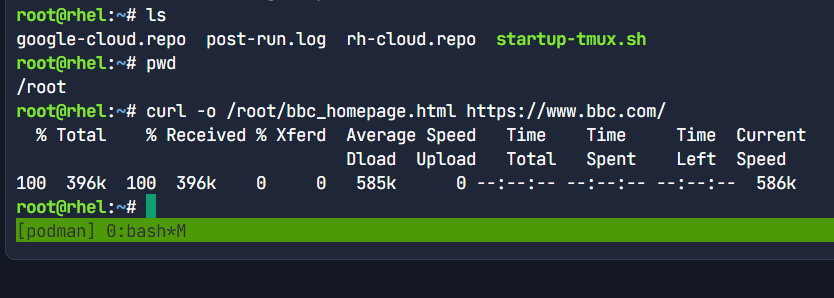 root@rhel:~# ls
google-cloud.repo  post-run.log  rh-cloud.repo  startup-tmux.sh
root@rhel:~# pwd
/root
root@rhel:~# curl -o /root/bbc_homepage.html https://www.bbc.com/
  % Total    % Received % Xferd  Average Speed   Time    Time     Time  Current
                                 Dload  Upload   Total   Spent    Left  Speed
100  396k  100  396k    0     0   585k      0 --:--:-- --:--:-- --:--:--  586k
root@rhel:~#
[podman] 0:bash*M